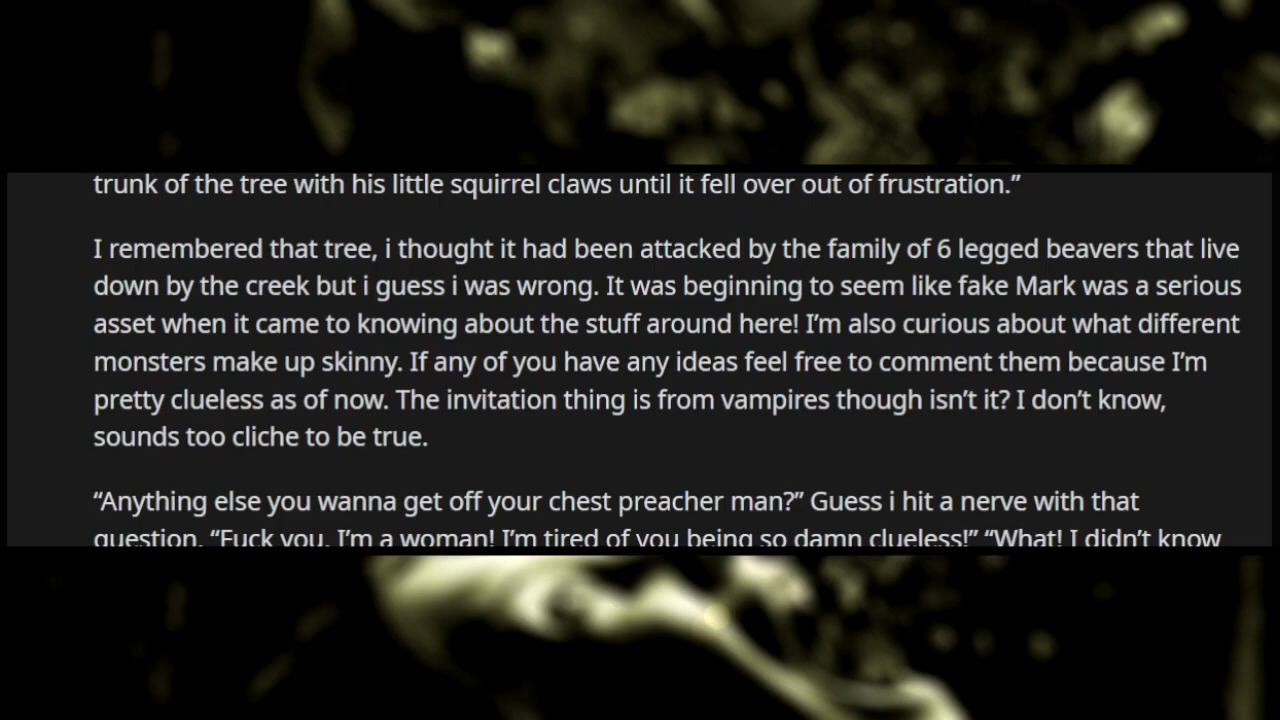 trunk of the tree with his little squirrel claws until it fell over out of frustration.”
I remembered that tree, i thought it had been attacked by the family of 6 legged beavers that live
down by the creek but i guess i was wrong. It was beginning to seem like fake Mark was a serious
asset when it came to knowing about the stuff around here! I’m also curious about what different
monsters make up skinny. If any of you have any ideas feel free to comment them because I’m
pretty clueless as of now. The invitation thing is from vampires though isn’t it? I don’t know,
sounds too cliche to be true.
“Anything else you wanna get off your chest preacher man?” Guess i hit a nerve with that
question. “Fuck you, I’m a woman! I’m tired of you being so damn clueless!” “What! I didn’t know